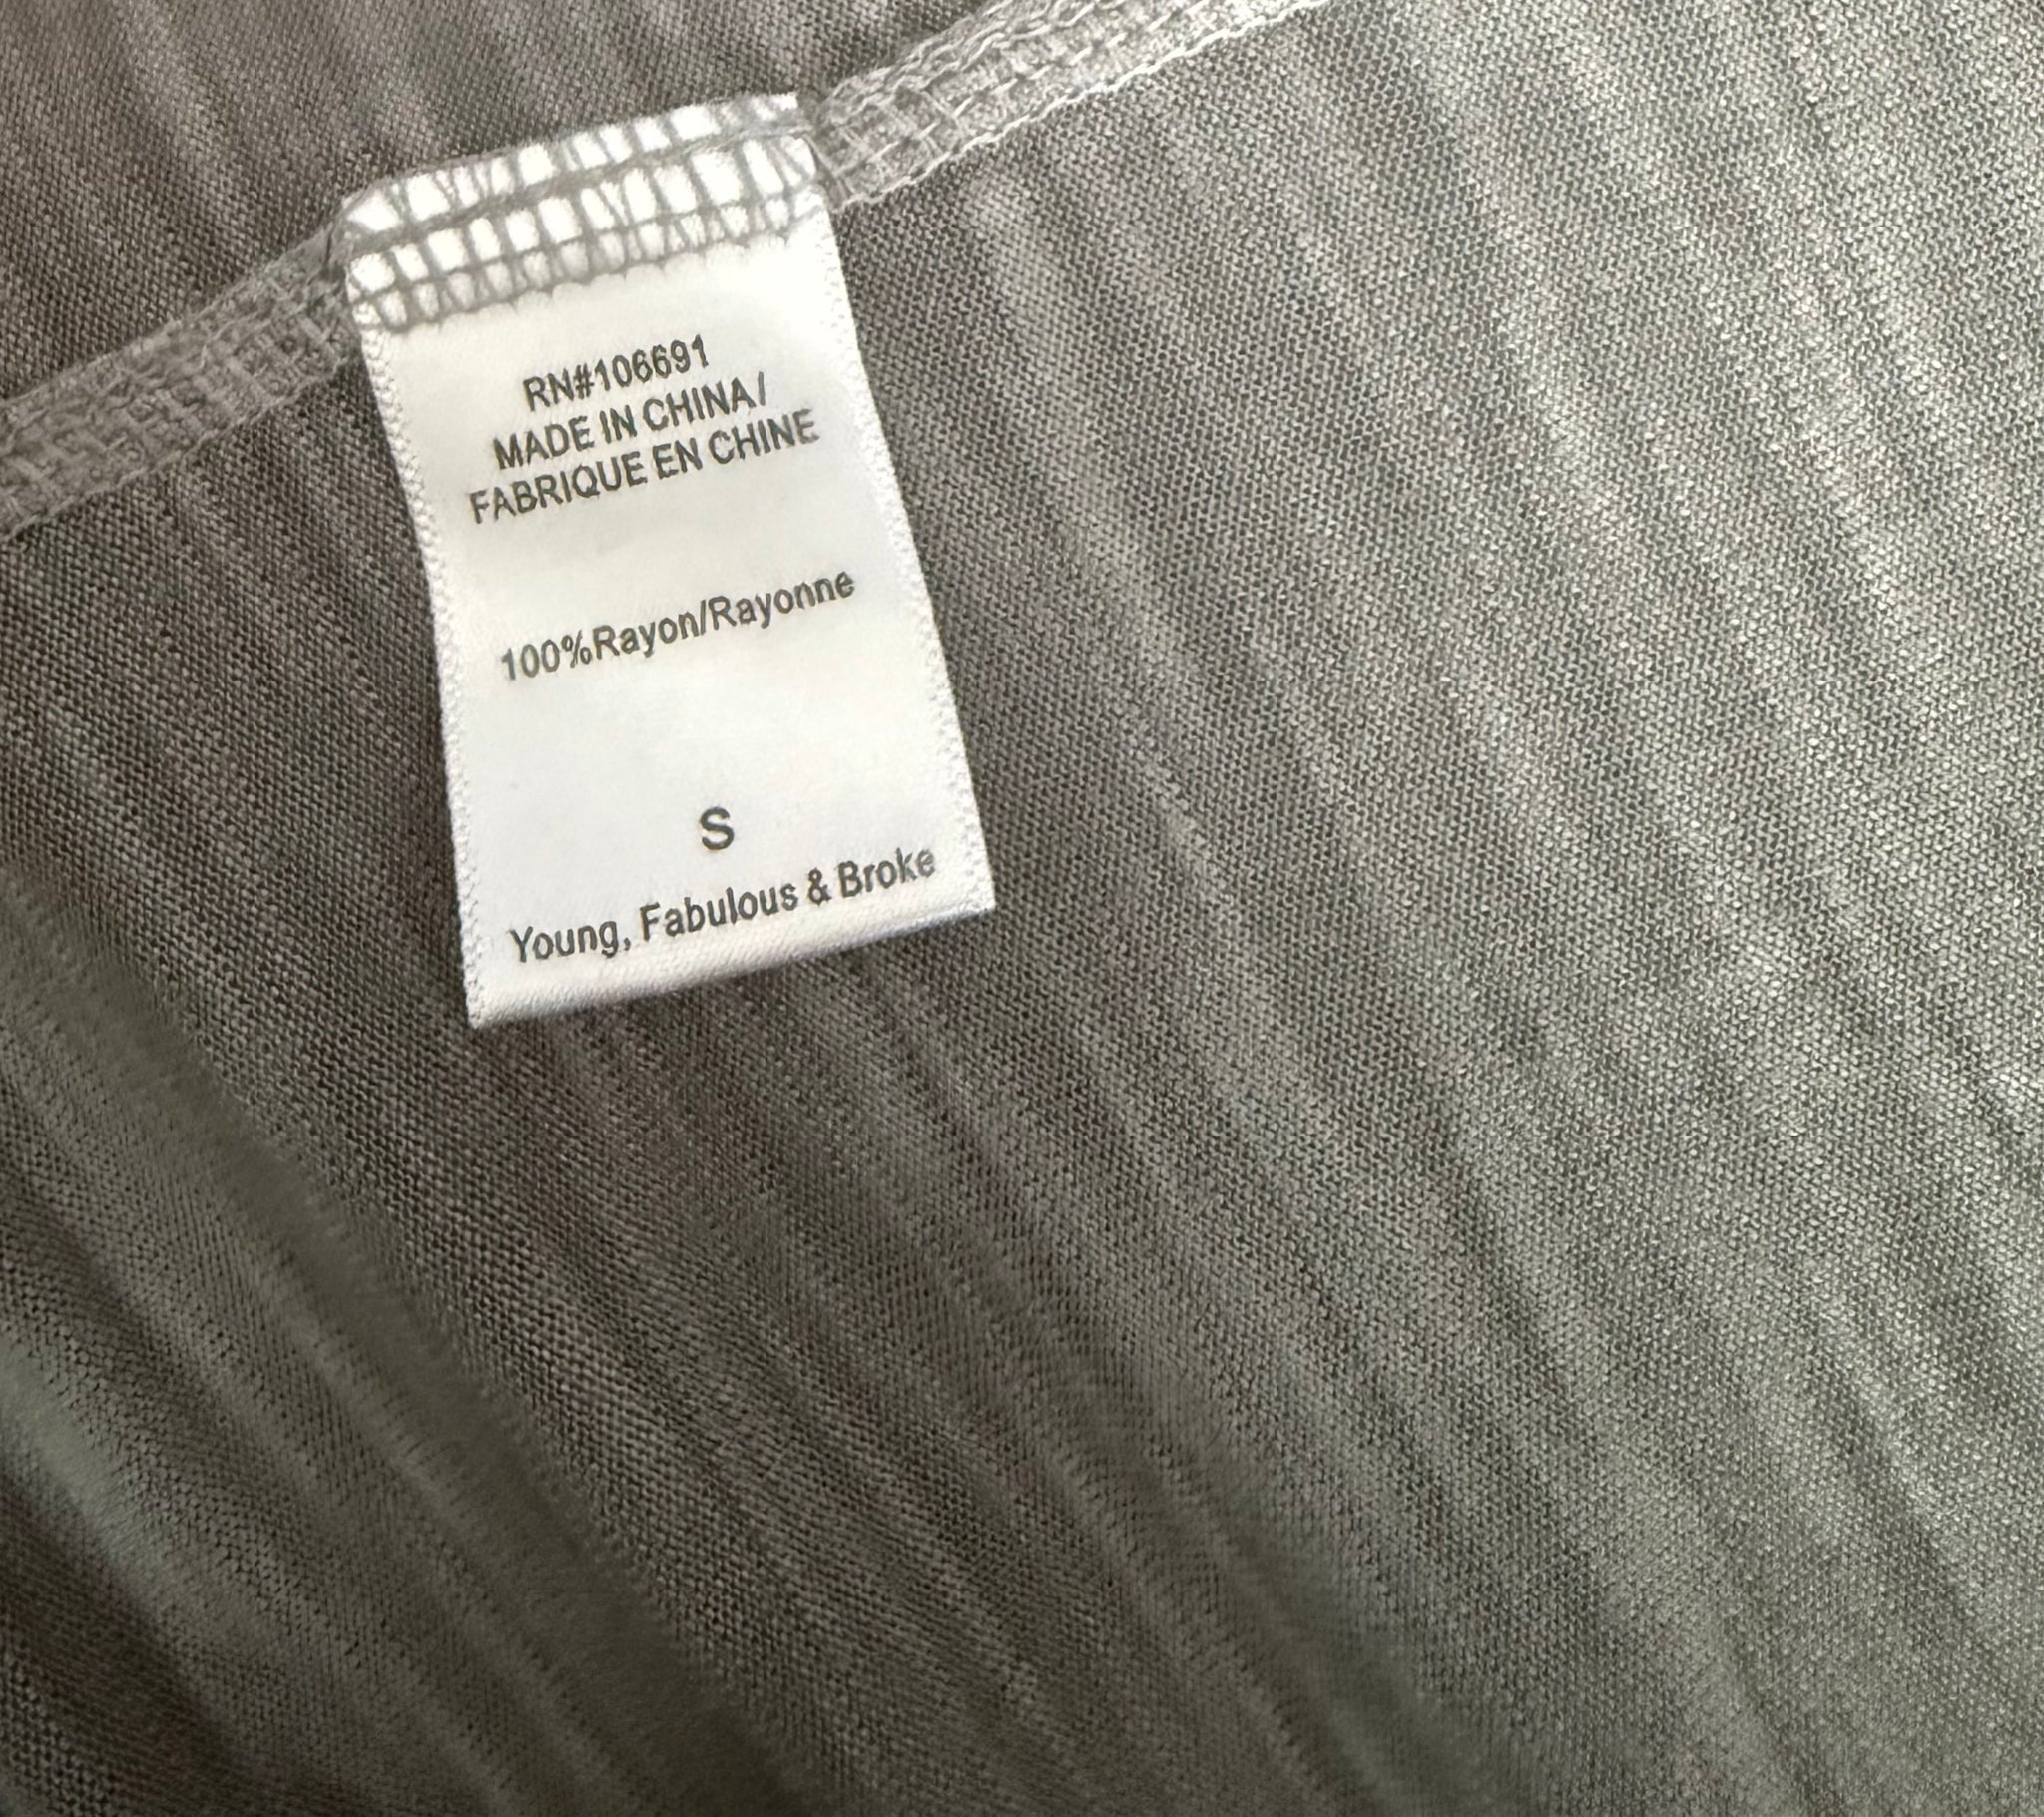 RN#106691
MADE IN CHINA/
FABRIQUE EN CHINE
100%Rayon/Rayonne
S
Young, Fabulous & Broke